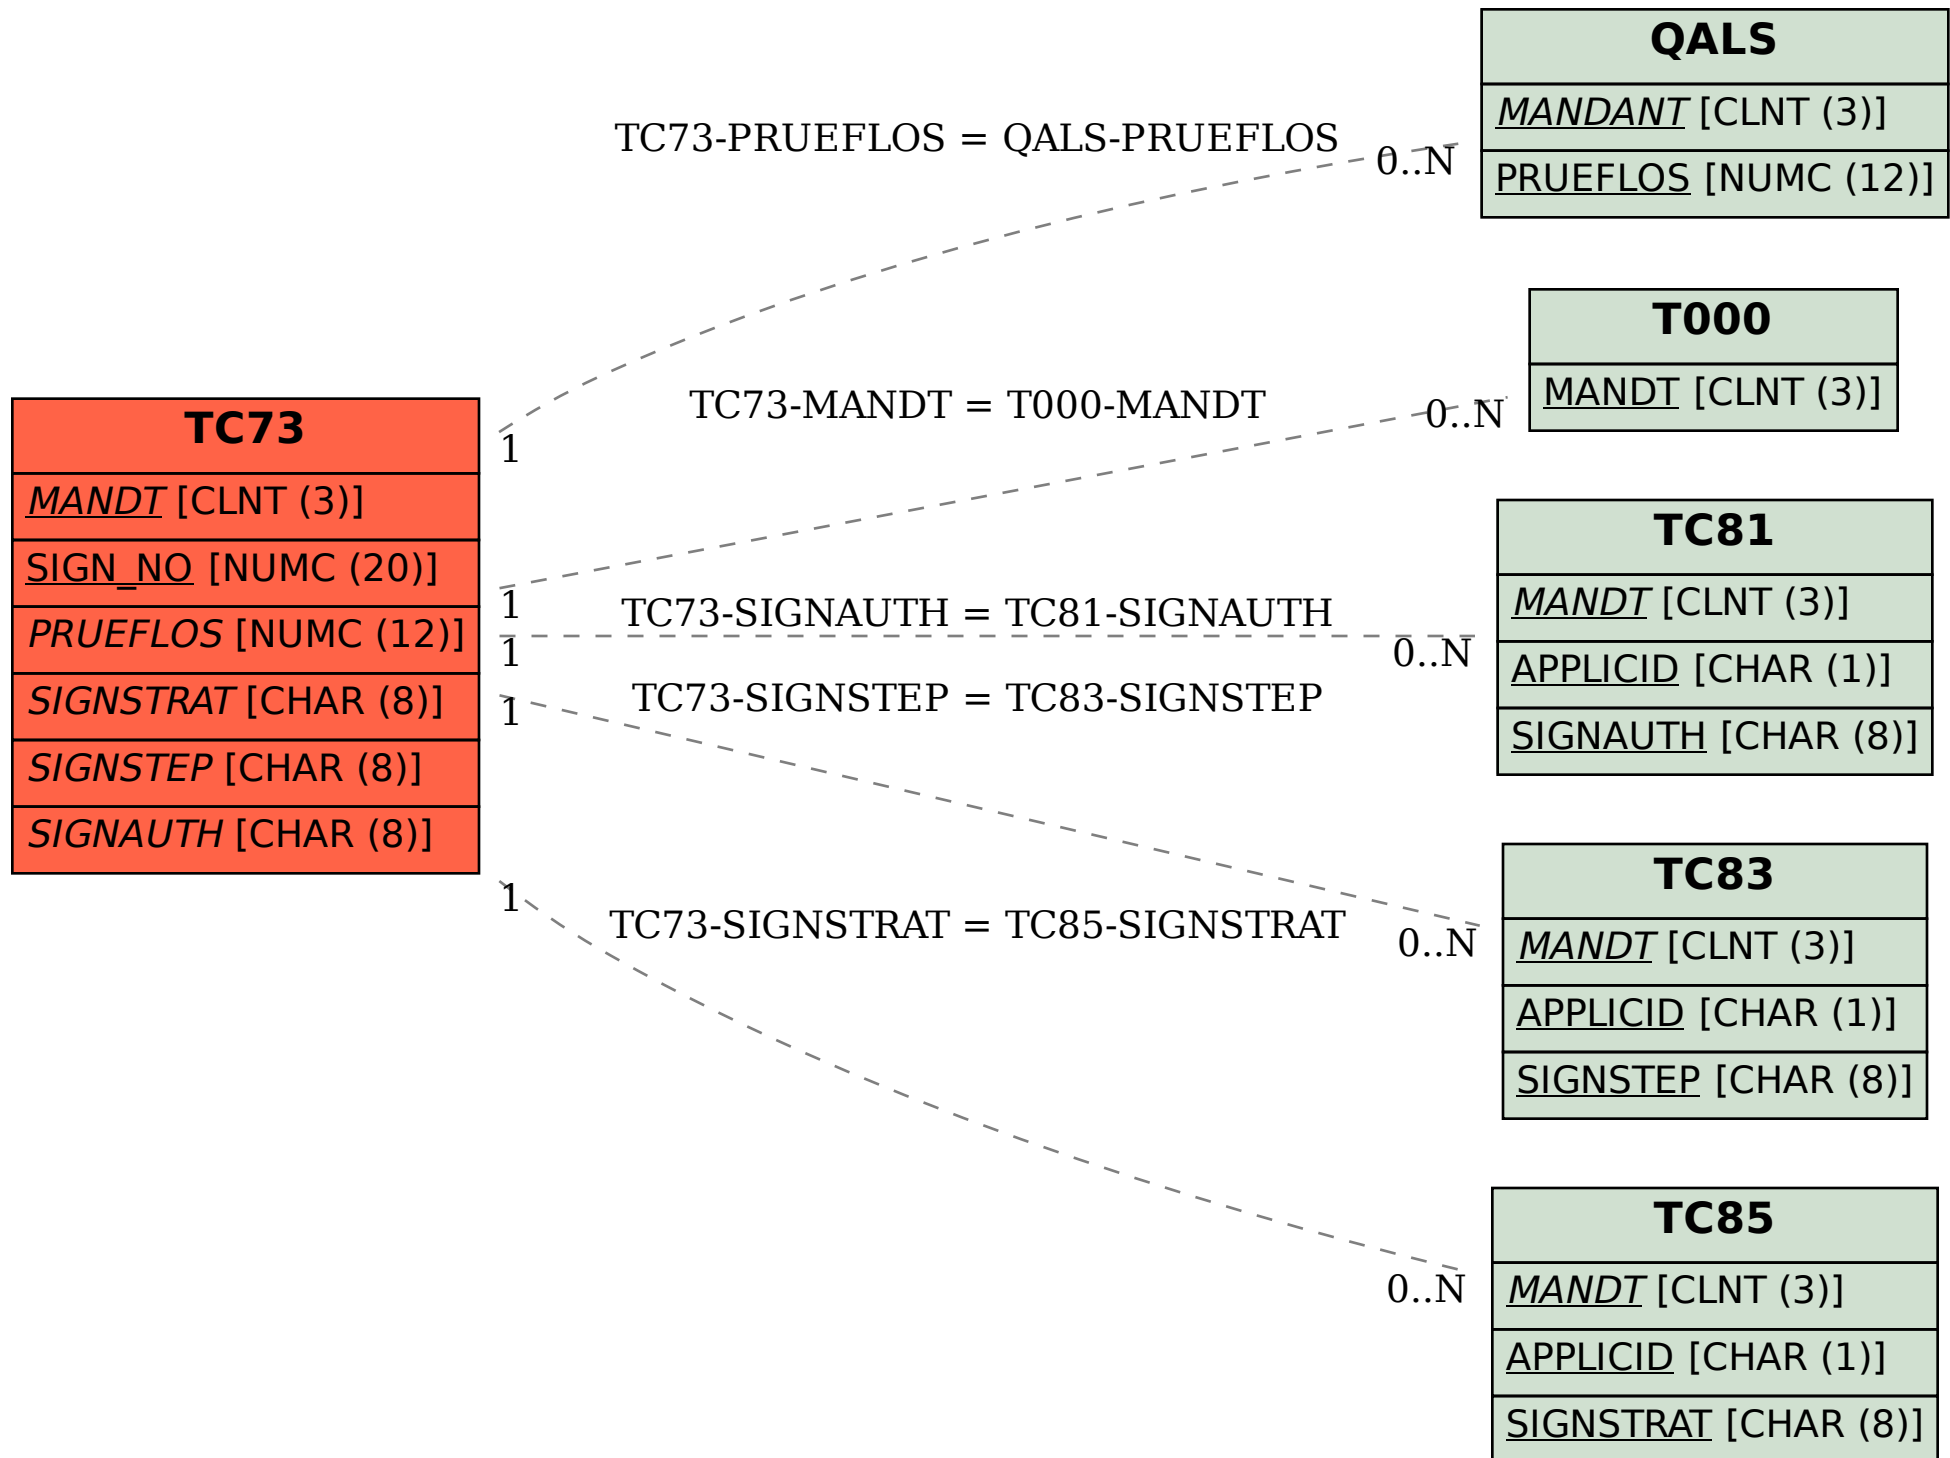 QALS
MANDANT [CLNT (3)]
PRUEFLOS [NUMC (12)]
TC73-PRUEFLOS = QALS-PRUEFLOS
0..N
1
T000
MANDT [CLNT (3)]
TC73-MANDT = T000-MANDT
0..N
1
TC73
MANDT [CLNT (3)]
SIGN_NO [NUMC (20)]
PRUEFLOS [NUMC (12)]
SIGNSTRAT [CHAR (8)]
SIGNSTEP [CHAR (8)]
SIGNAUTH [CHAR (8)]
TC81
MANDT [CLNT (3)]
APPLICID [CHAR (1)]
SIGNAUTH [CHAR (8)]
TC73-SIGNAUTH = TC81-SIGNAUTH
0..N
1
TC73-SIGNSTEP = TC83-SIGNSTEP
0..N
1
TC83
MANDT [CLNT (3)]
APPLICID [CHAR (1)]
SIGNSTEP [CHAR (8)]
TC73-SIGNSTRAT = TC85-SIGNSTRAT
0..N
1
TC85
MANDT [CLNT (3)]
APPLICID [CHAR (1)]
SIGNSTRAT [CHAR (8)]